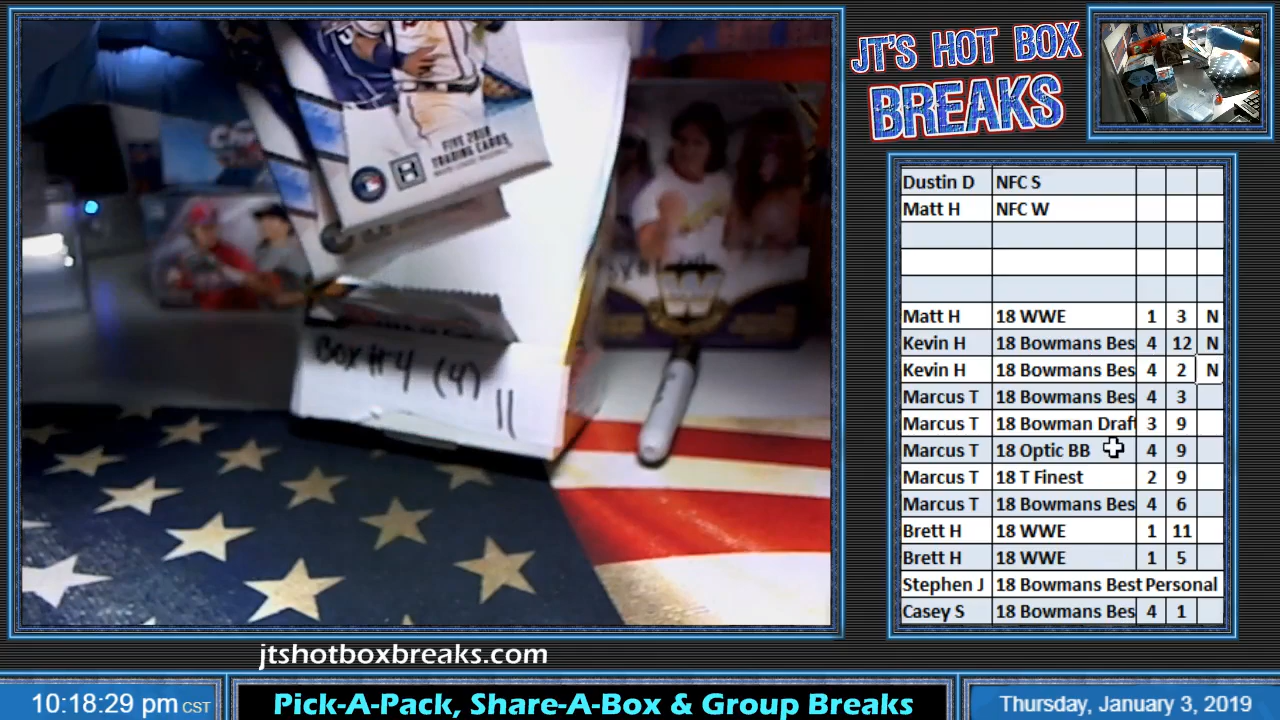 JT'S HOT BOX
BREAKS
FIVE 2018
TRADING CARDS
BOX #4 (4)
11
Dustin D NFC S
Matt H NFC W
Matt H 18 WWE 1 3 N
Kevin H 18 Bowmans Bes 4 12 N
Kevin H 18 Bowmans Bes 4 2 N
Marcus T 18 Bowmans Bes 4 3
Marcus T 18 Bowman Draft 3 9
Marcus T 18 Optic BB 4 9
Marcus T 18 T Finest 2 9
Marcus T 18 Bowmans Bes 4 6
Brett H 18 WWE 1 11
Brett H 18 WWE 1 5
Stephen J 18 Bowmans Best Personal
Casey S 18 Bowmans Bes 4 1
jtshotboxbreaks.com
10:18:29 pm CST
Pick-A-Pack, Share-A-Box & Group Breaks
Thursday, January 3, 2019